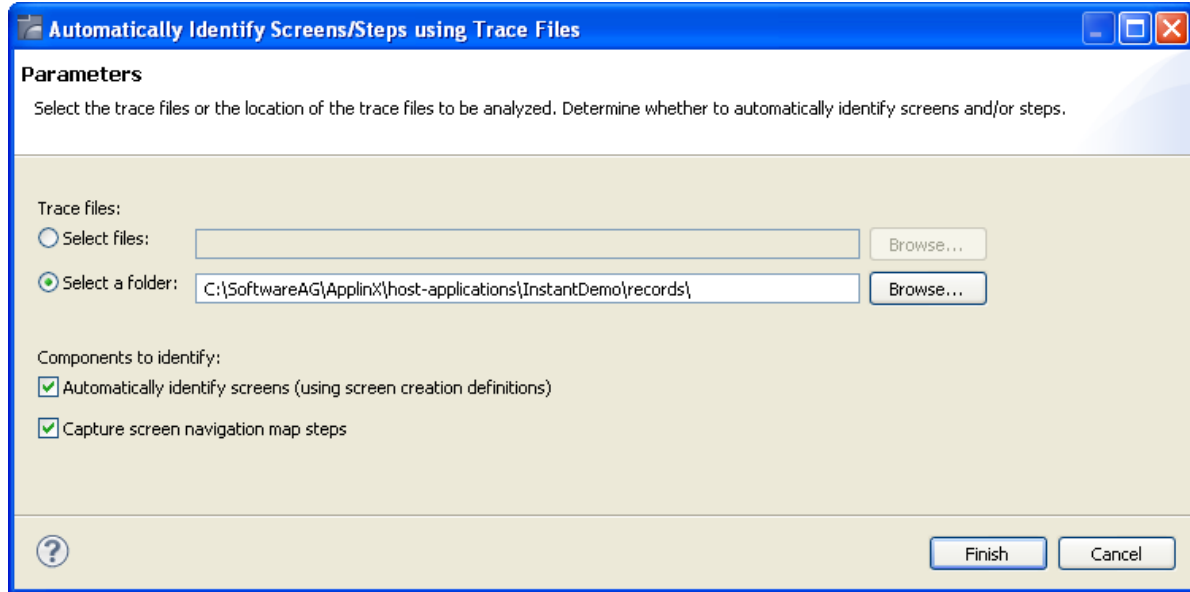 Automatically Identify Screens/Steps using Trace Files
Parameters
Select the trace files or the location of the trace files to be analyzed. Determine whether to automatically identify screens and/or steps.
Trace files:
Select files:
Browse...
Select a folder: C:\SoftwareAG\ApplinX\host-applications\InstantDemo\records\ Browse...
Components to identify:
Automatically identify screens (using screen creation definitions)
Capture screen navigation map steps
? Finish Cancel